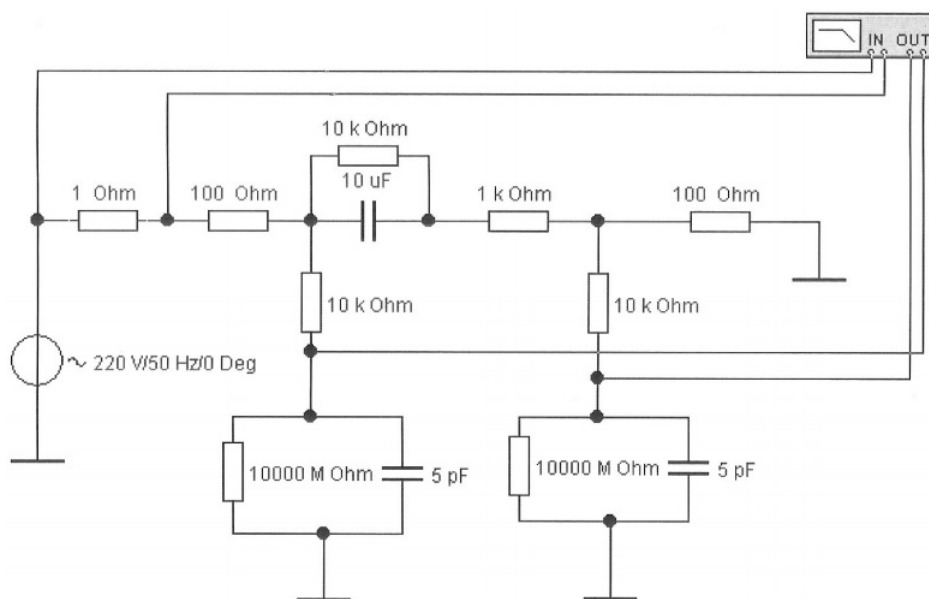 IN OUT
10 k Ohm
10 uF
1 Ohm
100 Ohm
1 k Ohm
100 Ohm
10 k Ohm
10 k Ohm
~ 220 V/50 Hz/0 Deg
10000 M Ohm
5 pF
10000 M Ohm
5 pF